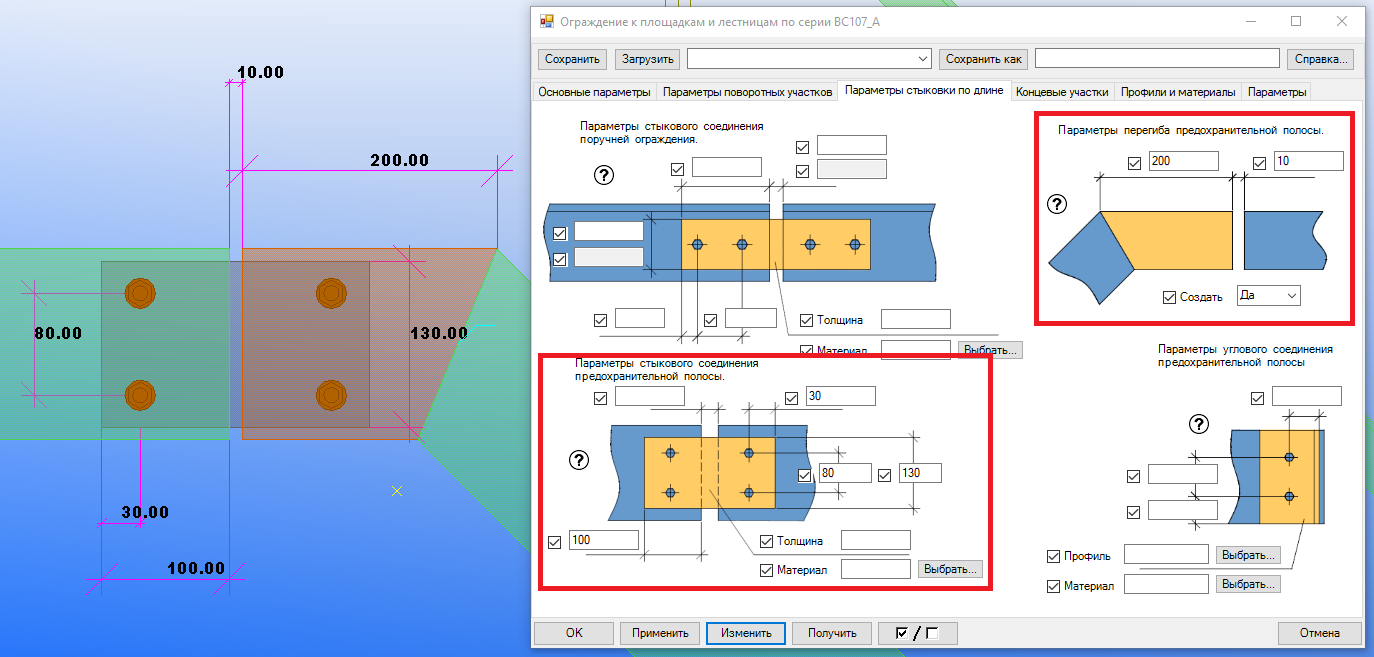 10.00
200.00
80.00
130.00
30.00
100.00
Ограждение к площадкам и лестницам по серии ВС107_А
Сохранить
Загрузить
Сохранить как
Справка...
Основные параметры
Параметры поворотных участков
Параметры стыковки по длине
Концевые участки
Профили и материалы
Параметры
Параметры стыкового соединения
поручней ограждения.
?
Толщина
Материал
Выбрать...
Параметры перегиба предохранительной полосы.
200
10
?
Создать
Да
Параметры стыкового соединения
предохранительной полосы.
30
?
80
130
100
Толщина
Материал
Выбрать...
Параметры углового соединения
предохранительной полосы
?
Профиль
Выбрать...
Материал
Выбрать...
OK
Применить
Изменить
Получить
/
Отмена